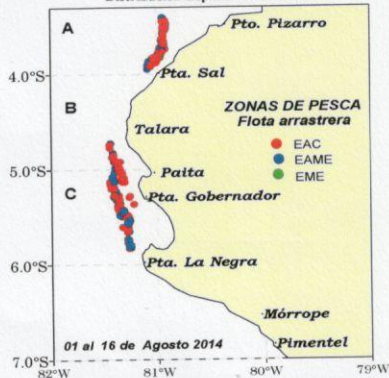 A
Pto. Pizarro
4.0°S
Pta. Sal
B
ZONAS DE PESCA
Flota arrastrera
Talara
EAC
EAME
EME
5.0°S
Paita
C
Pta. Gobernador
6.0°S
Pta. La Negra
Mórrope
01 al 16 de Agosto 2014
Pimentel
7.0°S
82°W
81°W
80°W
79°W